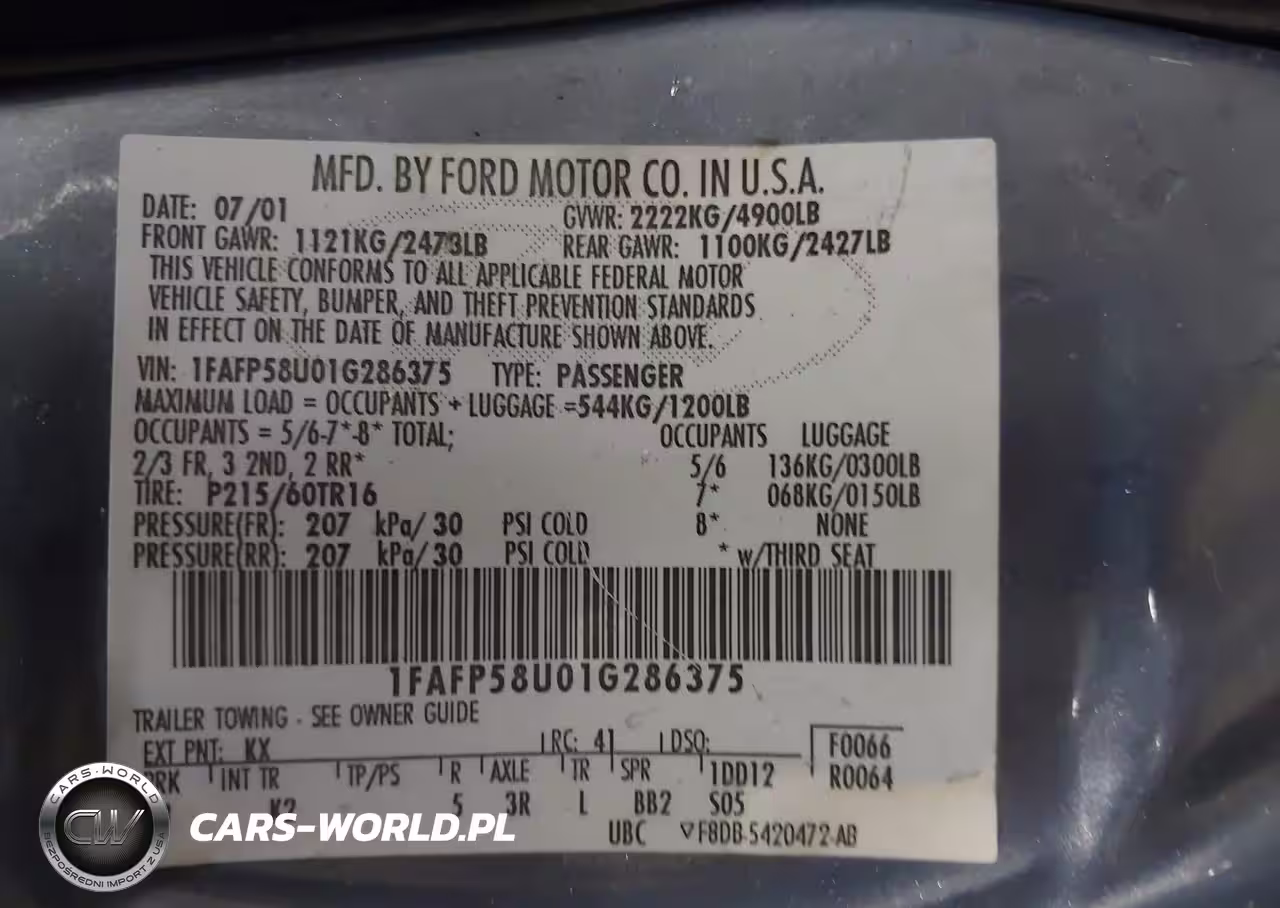 MFD. BY FORD MOTOR CO. IN U.S.A.
DATE: 07/01 GVWR: 2222KG/4900LB
FRONT GAWR: 1121KG/2473LB REAR GAWR: 1100KG/2427LB
THIS VEHICLE CONFORMS TO ALL APPLICABLE FEDERAL MOTOR
VEHICLE SAFETY, BUMPER, AND THEFT PREVENTION STANDARDS
IN EFFECT ON THE DATE OF MANUFACTURE SHOWN ABOVE.
VIN: 1FAFP58U01G286375 TYPE: PASSENGER
MAXIMUM LOAD = OCCUPANTS + LUGGAGE =544KG/1200LB
OCCUPANTS = 5/6-7*-8* TOTAL; OCCUPANTS LUGGAGE
2/3 FR, 3 2ND, 2 RR* 5/6 136KG/0300LB
TIRE: P215/60TR16 7* 068KG/0150LB
PRESSURE(FR): 207 kPa/ 30 PSI COLD 8* NONE
PRESSURE(RR): 207 kPa/ 30 PSI COLD * w/THIRD SEAT
1FAFP58U01G286375
TRAILER TOWING - SEE OWNER GUIDE
EXT PNT: KX RC: 41 DSO: F0066
INT TR TP/PS R AXLE TR SPR 1DD12 R0064
K2 5 3R L BB2 S05
UBC F8DB-5420472-AB
CARS-WORLD
CW
BEZPOŚREDNI IMPORT Z USA
CARS-WORLD.PL